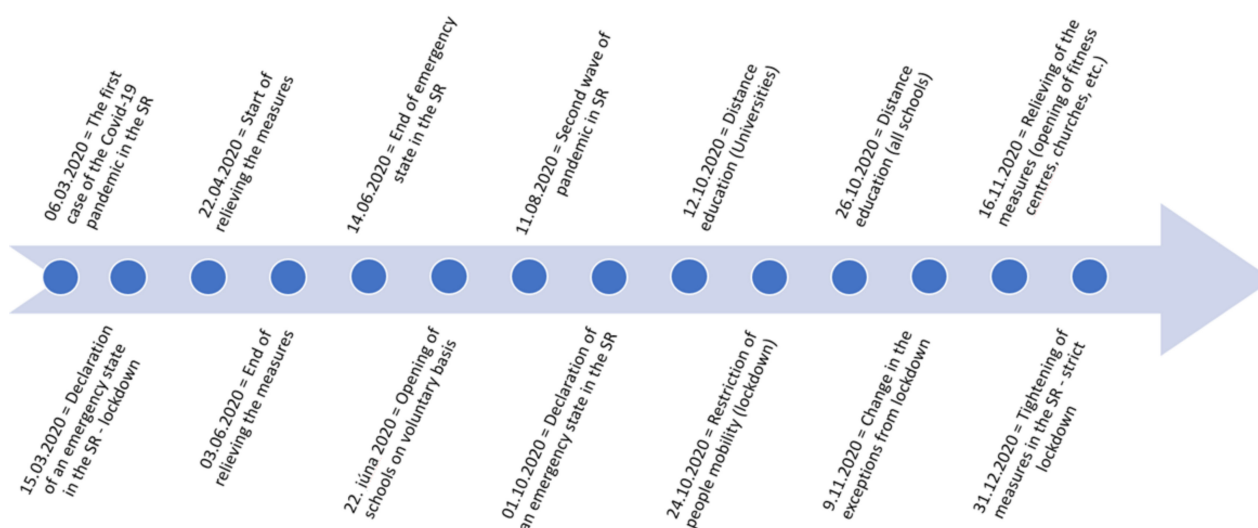 06.03.2020 = The first
case of the Covid-19
pandemic in the SR
15.03.2020 = Declaration
of an emergency state
in the SR - lockdown
22.04.2020 = Start of
relieving the measures
03.06.2020 = End of
relieving the measures
14.06.2020 = End of emergency
state in the SR
22. iúna 2020 = Opening of
schools on voluntary basis
11.08.2020 = Second wave of
pandemic in SR
01.10.2020 = Declaration of
an emergency state in the SR
12.10.2020 = Distance
education (Universities)
24.10.2020 = Restriction of
people mobility (lockdown)
26.10.2020 = Distance
education (all schools)
9.11.2020 = Change in the
exceptions from lockdown
16.11.2020 = Relieving of the
measures (opening of fitness
centres, churches, etc.)
31.12.2020 = Tightening of
measures in the SR - strict
lockdown